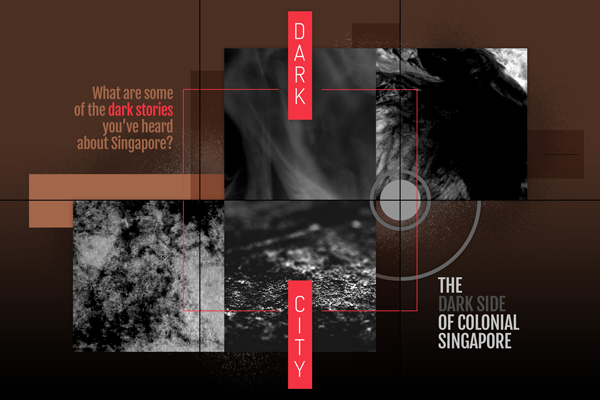 DARK
What are some
of the dark stories
you've heard
about Singapore?
CITY
THE
DARK SIDE
OF COLONIAL
SINGAPORE